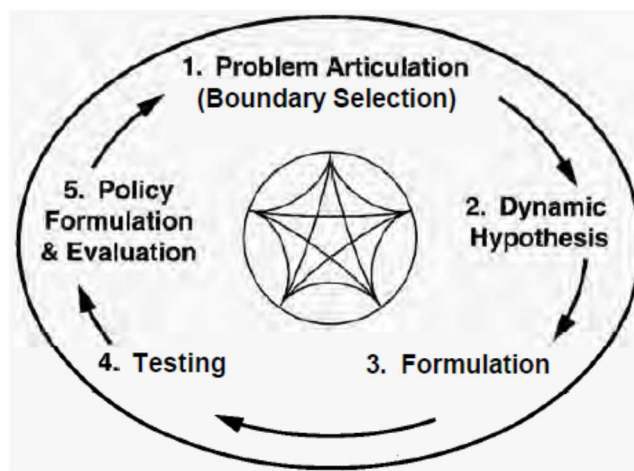 1. Problem Articulation
(Boundary Selection)
5. Policy
Formulation
& Evaluation
2. Dynamic
Hypothesis
4. Testing
3. Formulation